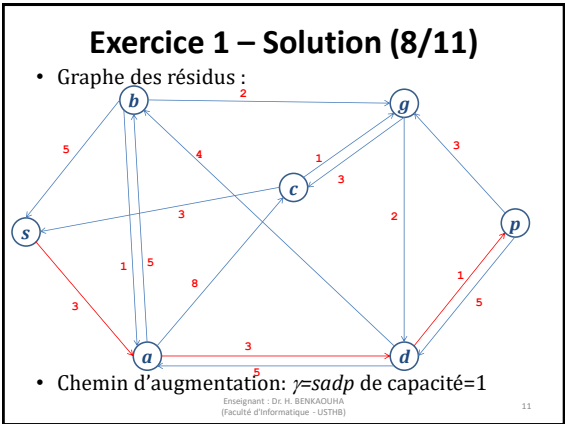 Exercice 1 – Solution (8/11)
• Graphe des résidus :
b
2
g
5
4
1
3
3
c
3
s
2
p
1
5
8
1
5
3
3
a
d
5
• Chemin d'augmentation: γ=sadp de capacité=1
Enseignant : Dr. H. BENKAOUHA
(Faculté d'Informatique - USTHB)
11